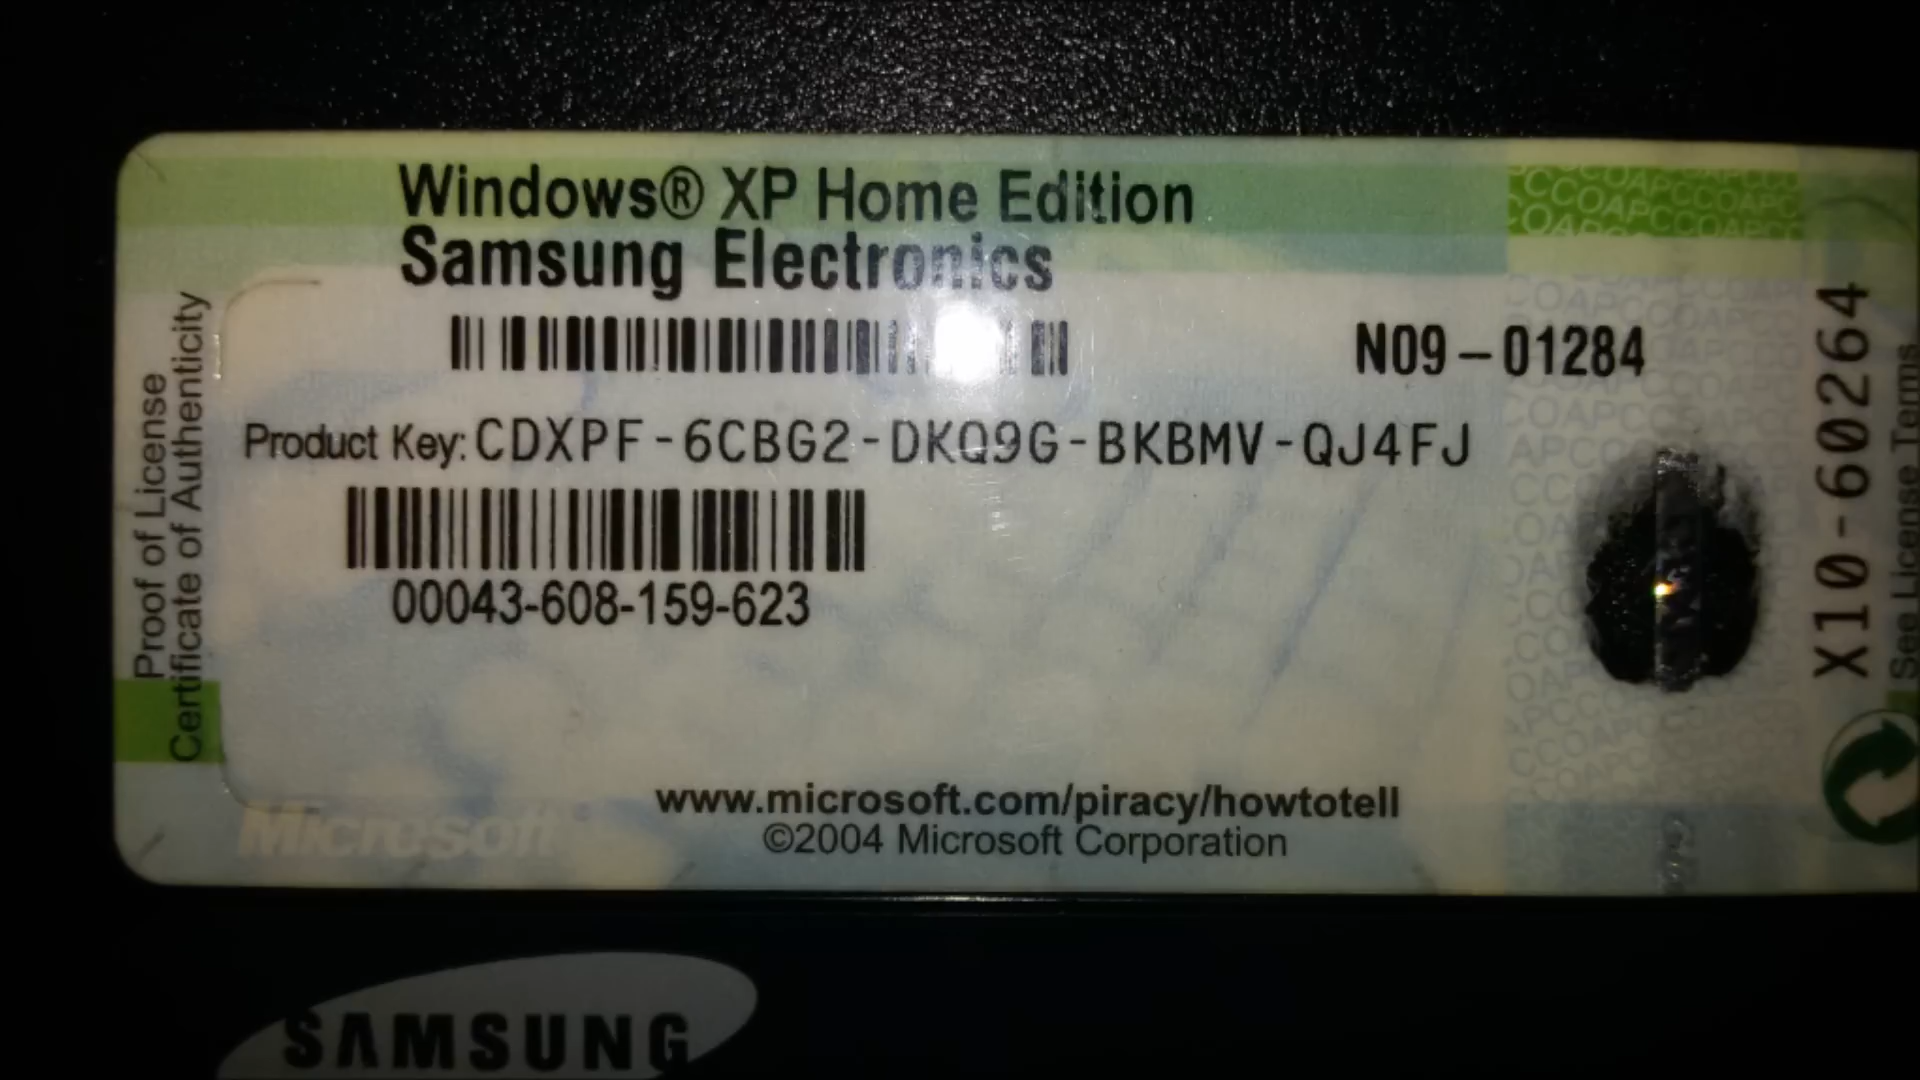 Windows® XP Home Edition
Samsung Electronics
N09-01284
Product Key: CDXPF-6CBG2-DKQ9G-BKBMV-QJ4FJ
00043-608-159-623
www.microsoft.com/piracy/howtotell
©2004 Microsoft Corporation
Microsoft®
Proof of License
Certificate of Authenticity
X10-60264
See License Terms
SAMSUNG